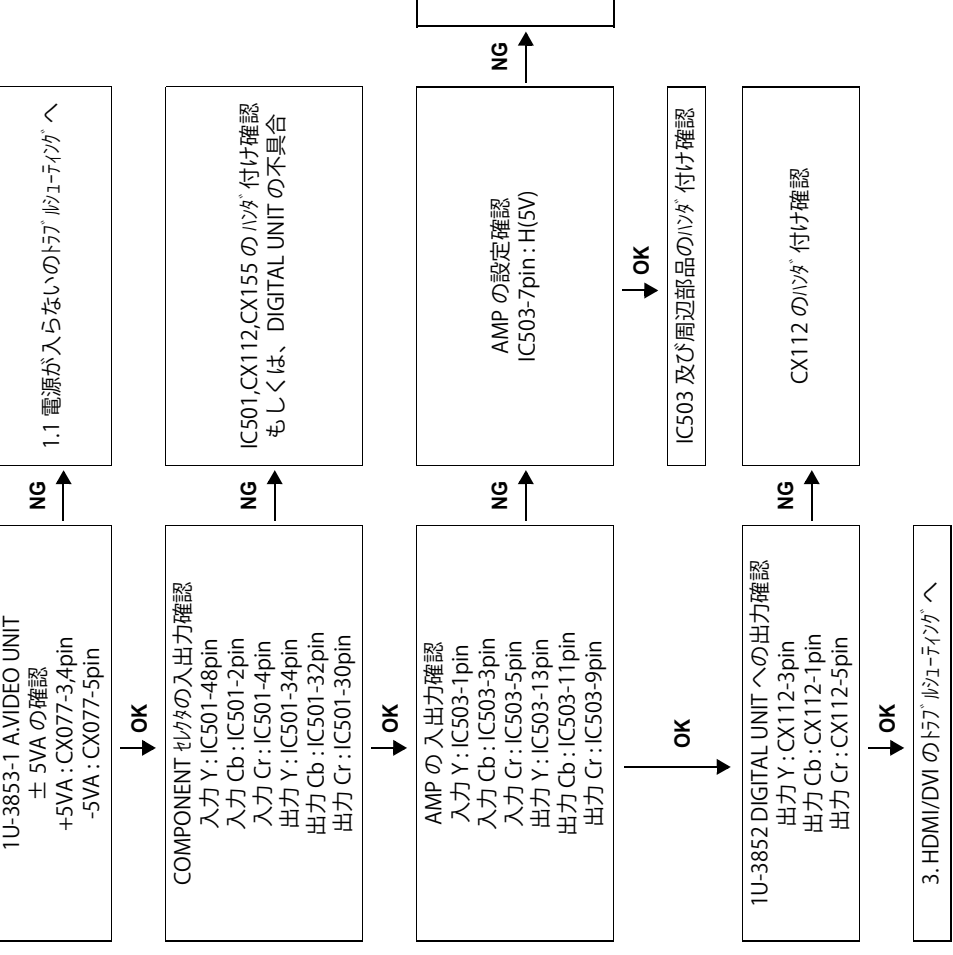 1U-3853-1 A.VIDEO UNIT
± 5VA の確認
+5VA : CX077-3,4pin
-5VA : CX077-5pin
NG
1.1 電源が入らないのﾄﾗﾌﾞﾙｼｭｰﾃｨﾝｸﾞへ
OK
COMPONENT ｾﾚｸﾀの入出力確認
入力 Y : IC501-48pin
入力 Cb : IC501-2pin
入力 Cr : IC501-4pin
出力 Y : IC501-34pin
出力 Cb : IC501-32pin
出力 Cr : IC501-30pin
NG
IC501,CX112,CX155 の ﾊﾝﾀﾞ付け確認
もしくは、DIGITAL UNIT の不具合
OK
AMP の 入出力確認
入力 Y : IC503-1pin
入力 Cb : IC503-3pin
入力 Cr : IC503-5pin
出力 Y : IC503-13pin
出力 Cb : IC503-11pin
出力 Cr : IC503-9pin
NG
AMP の設定確認
IC503-7pin : H(5V)
NG
OK
IC503 及び周辺部品のﾊﾝﾀﾞ付け確認
OK
1U-3852 DIGITAL UNIT への出力確認
出力 Y : CX112-3pin
出力 Cb : CX112-1pin
出力 Cr : CX112-5pin
NG
CX112 のﾊﾝﾀﾞ付け確認
OK
3. HDMI/DVI のﾄﾗﾌﾞﾙｼｭｰﾃｨﾝｸﾞへ